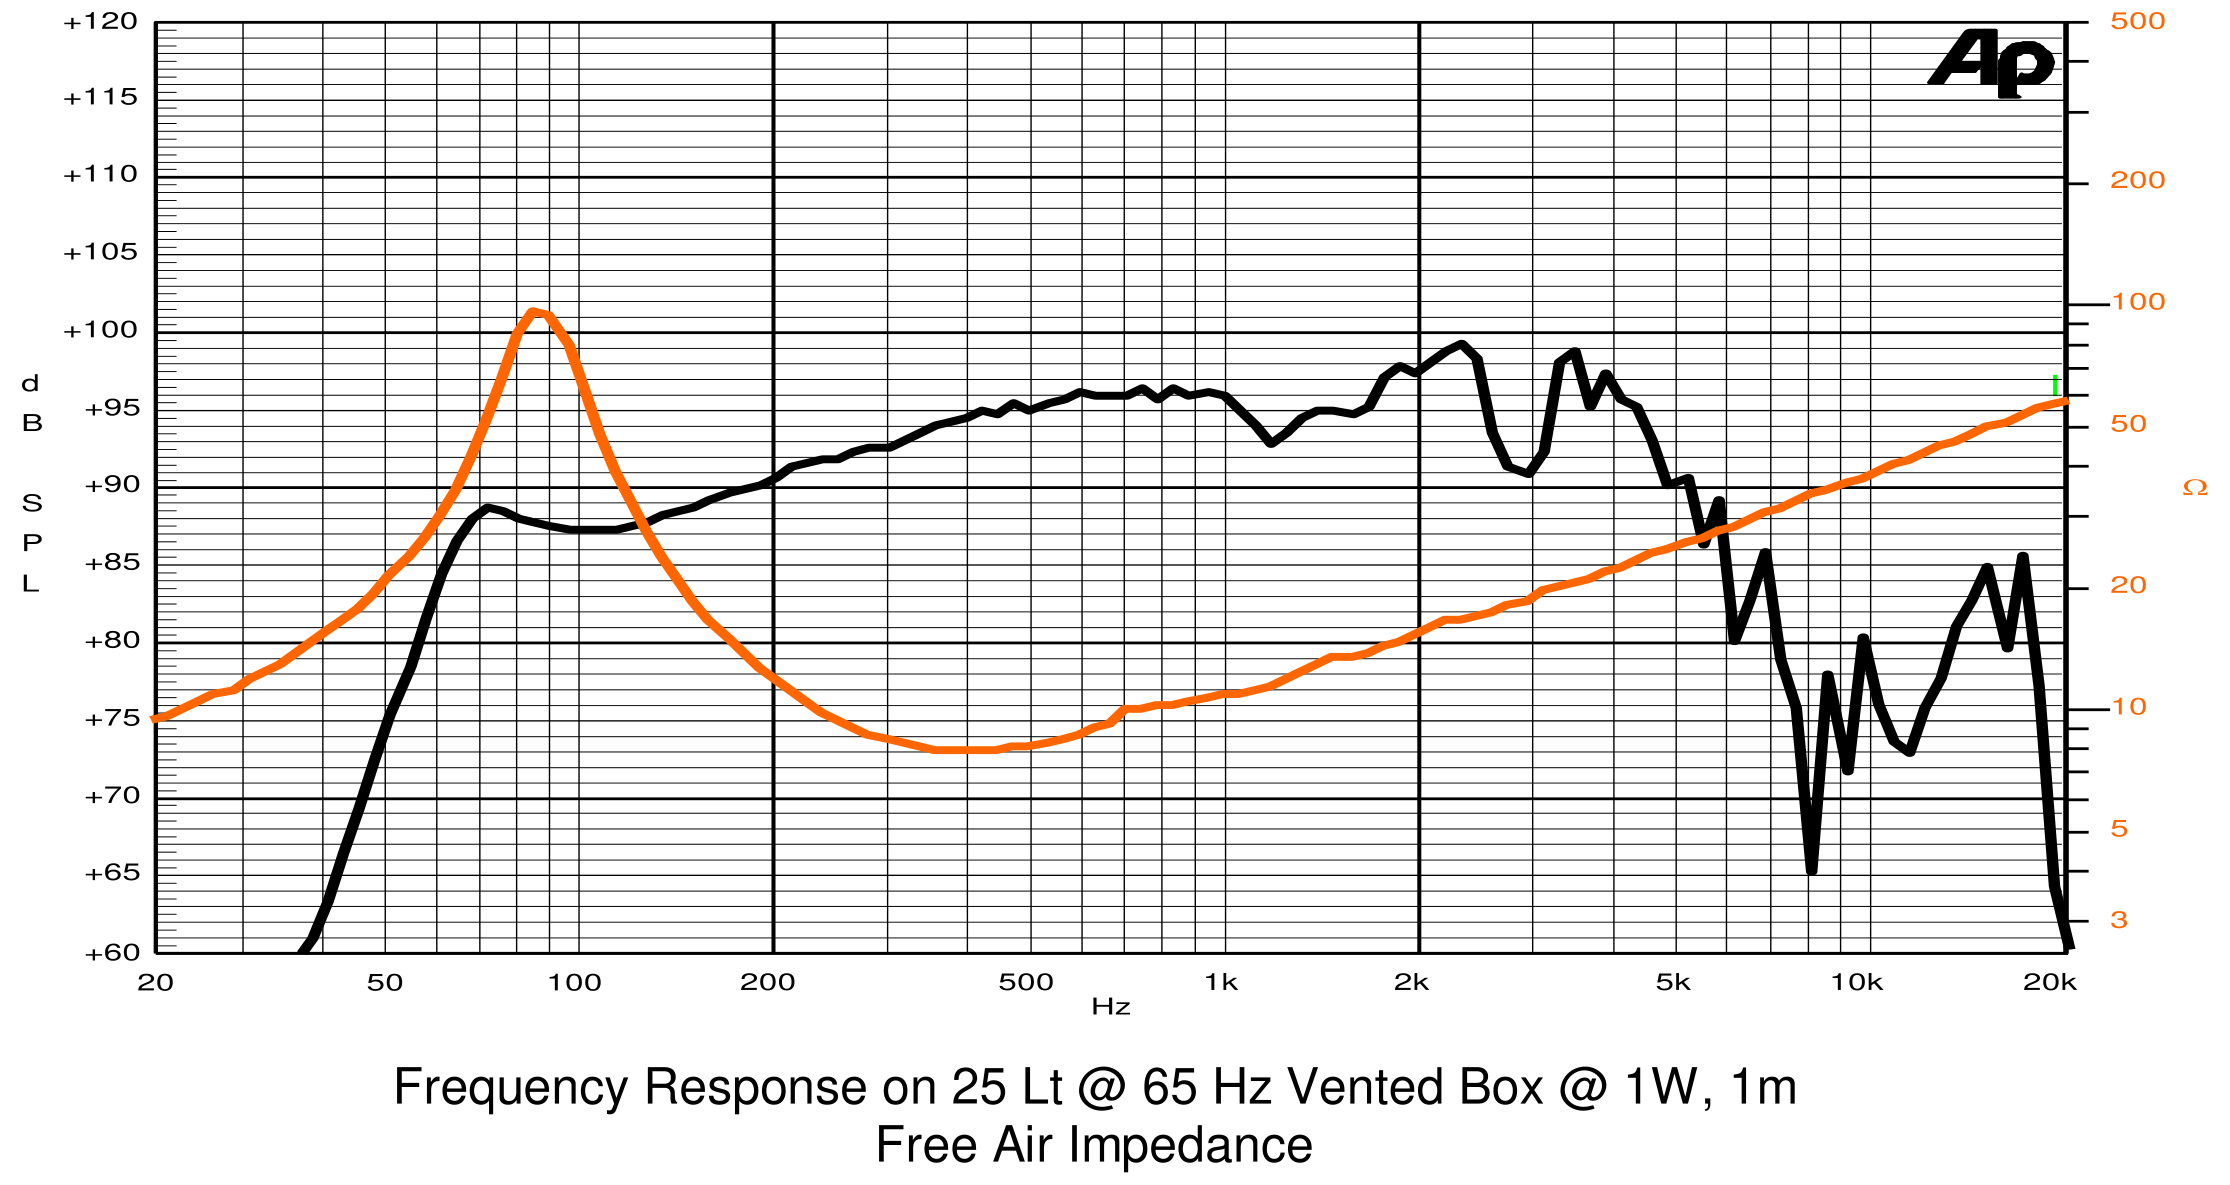 +120
+115
+110
+105
+100
+95
+90
+85
+80
+75
+70
+65
+60
d
B
S
P
L
Ap
500
200
100
50
20
10
5
3
Ω
20 50 100 200 500 1k 2k 5k 10k 20k
Hz
Frequency Response on 25 Lt @ 65 Hz Vented Box @ 1W, 1m
Free Air Impedance